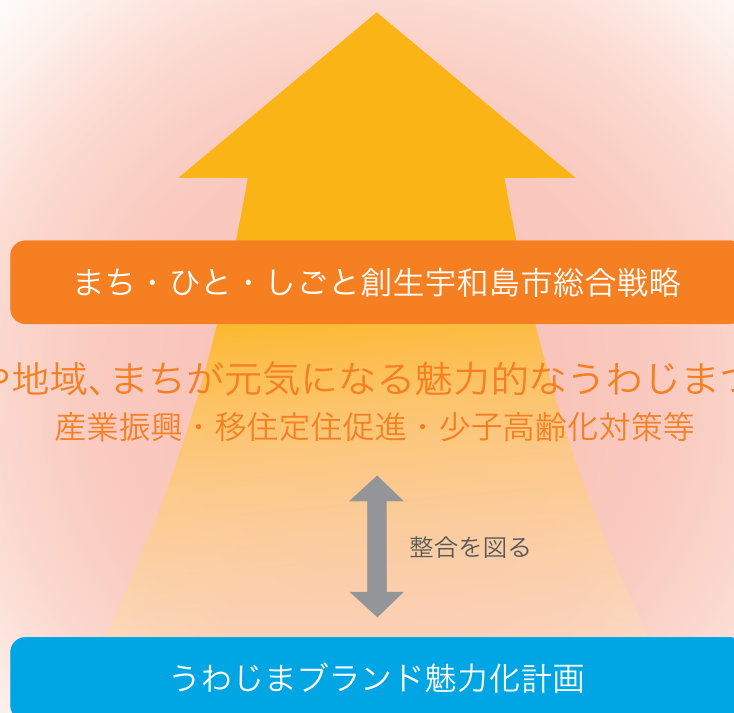 まち・ひと・しごと創生宇和島市総合戦略
や地域、まちが元気になる魅力的なうわじまづ
産業振興・移住定住促進・少子高齢化対策等
整合を図る
うわじまブランド魅力化計画